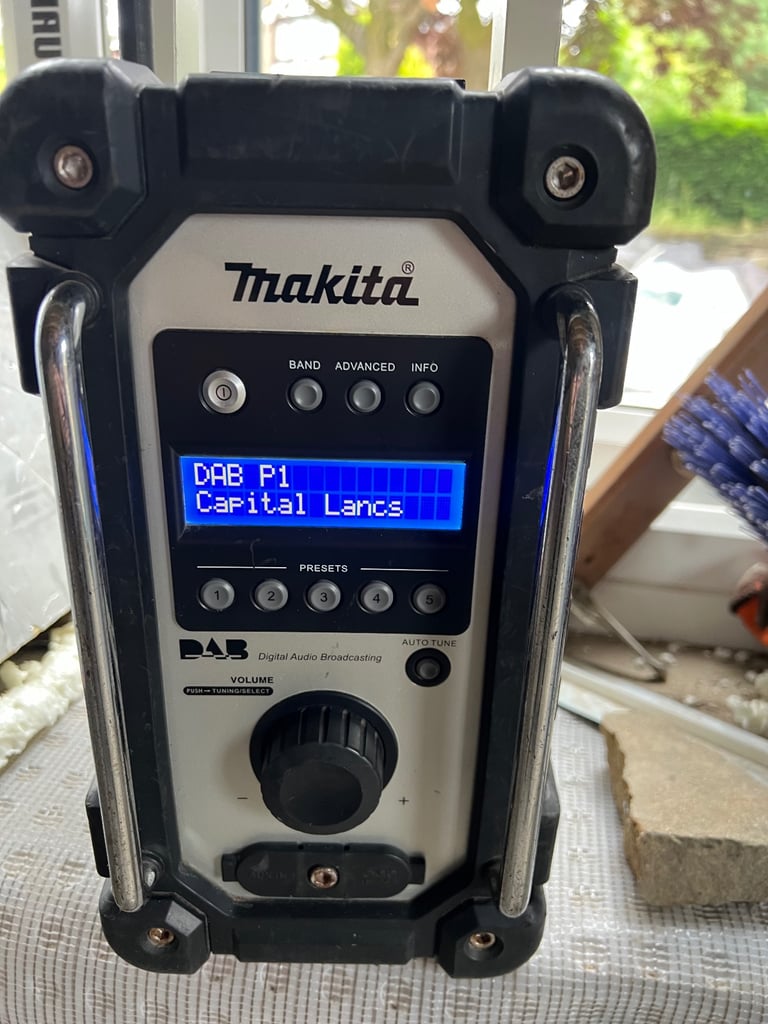 makita®
BAND ADVANCED INFO
DAB P1
Capital Lancs
PRESETS
1 2 3 4 5
DAB Digital Audio Broadcasting
AUTO TUNE
VOLUME
PUSH → TUNING/SELECT
- +